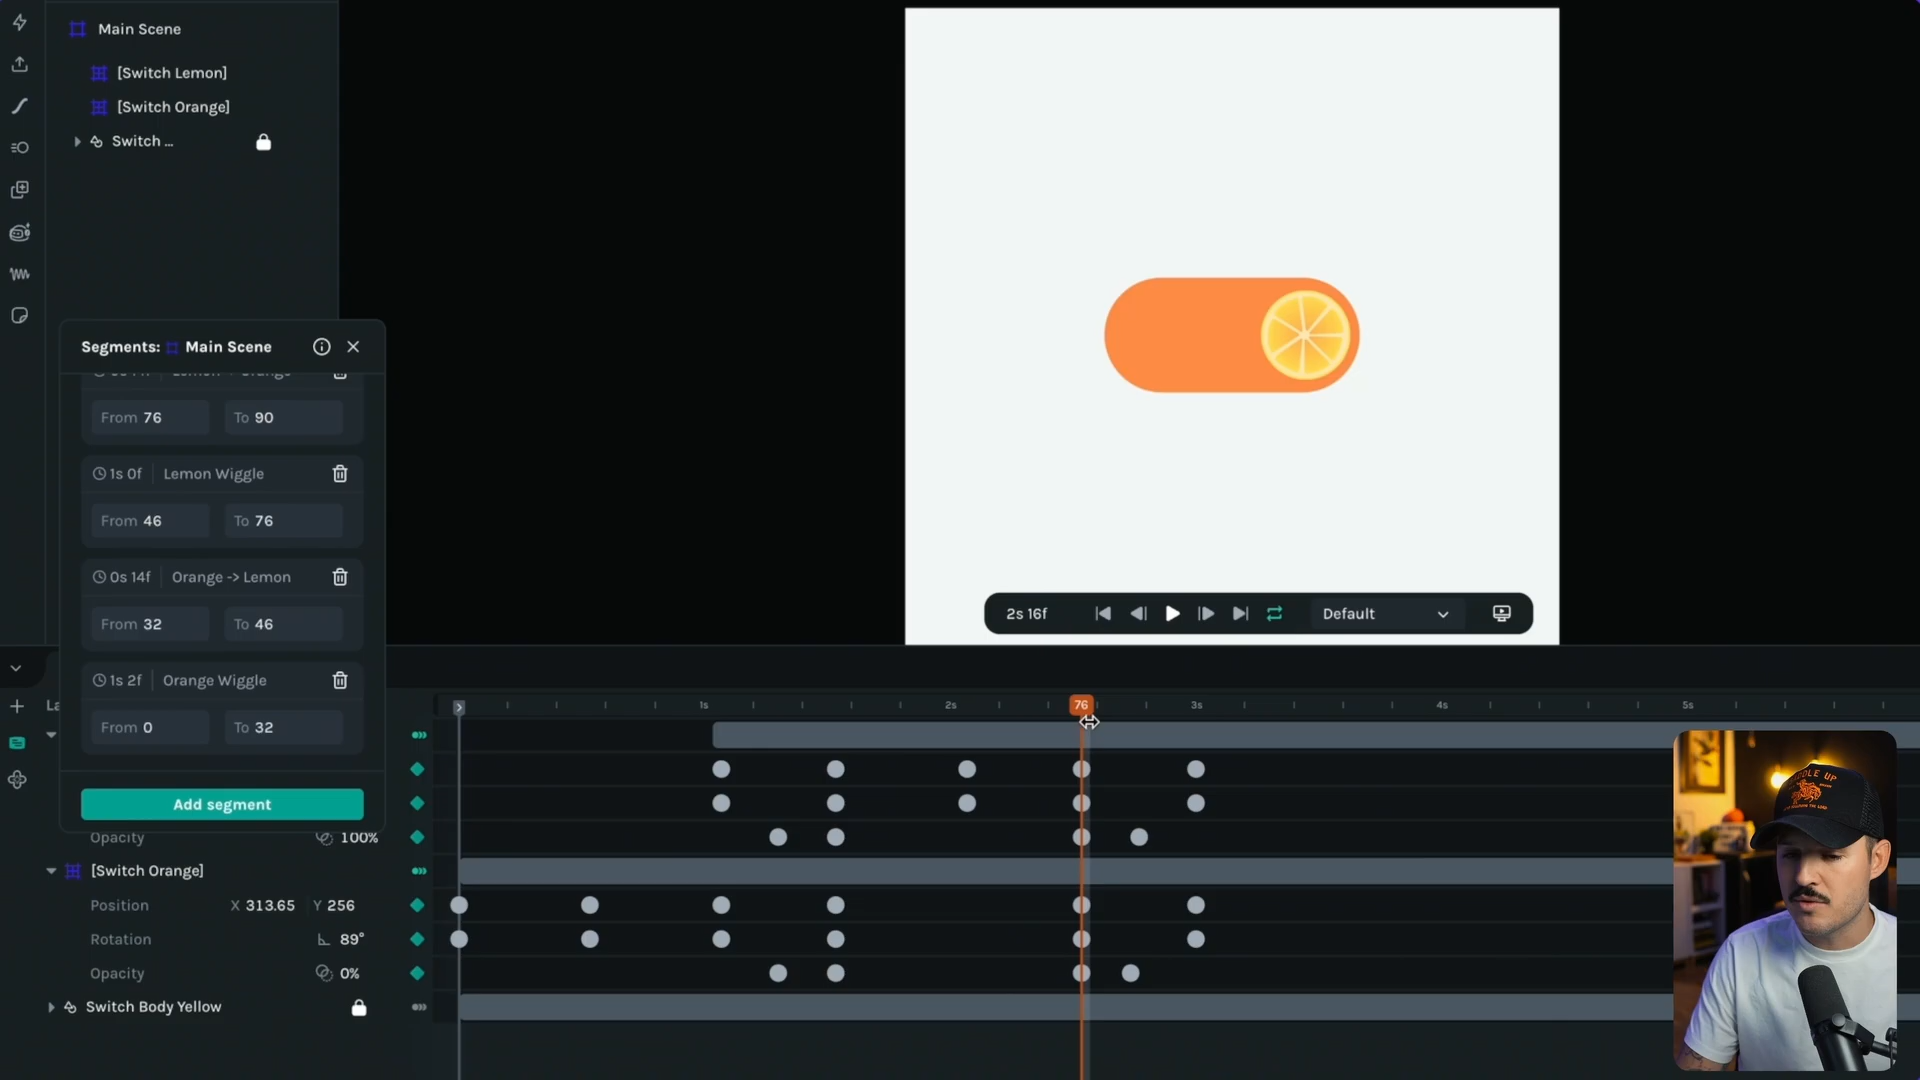 Main Scene
[Switch Lemon]
[Switch Orange]
Switch ...
Segments: Main Scene
From 76 To 90
1s 0f Lemon Wiggle
From 46 To 76
0s 14f Orange -> Lemon
From 32 To 46
1s 2f Orange Wiggle
From 0 To 32
Add segment
2s 16f Default
La
1s 2s 76 3s 4s 5s
Opacity 100%
[Switch Orange]
Position X 313.65 Y 256
Rotation 89°
Opacity 0%
Switch Body Yellow